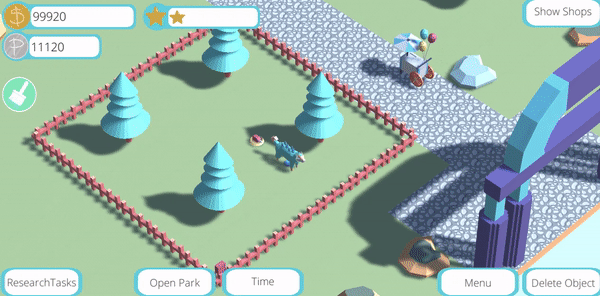 $ 99920
Show Shops
P 11120
ResearchTasks
Open Park
Time
Menu
Delete Object